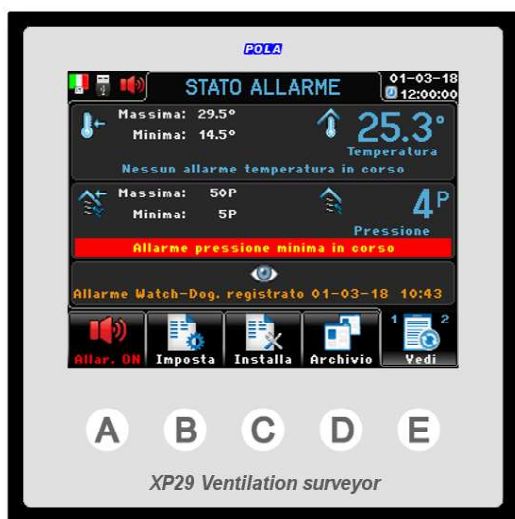 POLA
STATO ALLARME
01-03-18
12:00:00
Massima: 29.5°
Minima: 14.5°
25.3°
Temperatura
Nessun allarme temperatura in corso
Massima: 50P
Minima: 5P
4P
Pressione
Allarme pressione minima in corso
Allarme Watch-Dog. registrato 01-03-18 10:43
Allar. ON Imposta Installa Archivio 1 2 Vedi
A B C D E
XP29 Ventilation surveyor